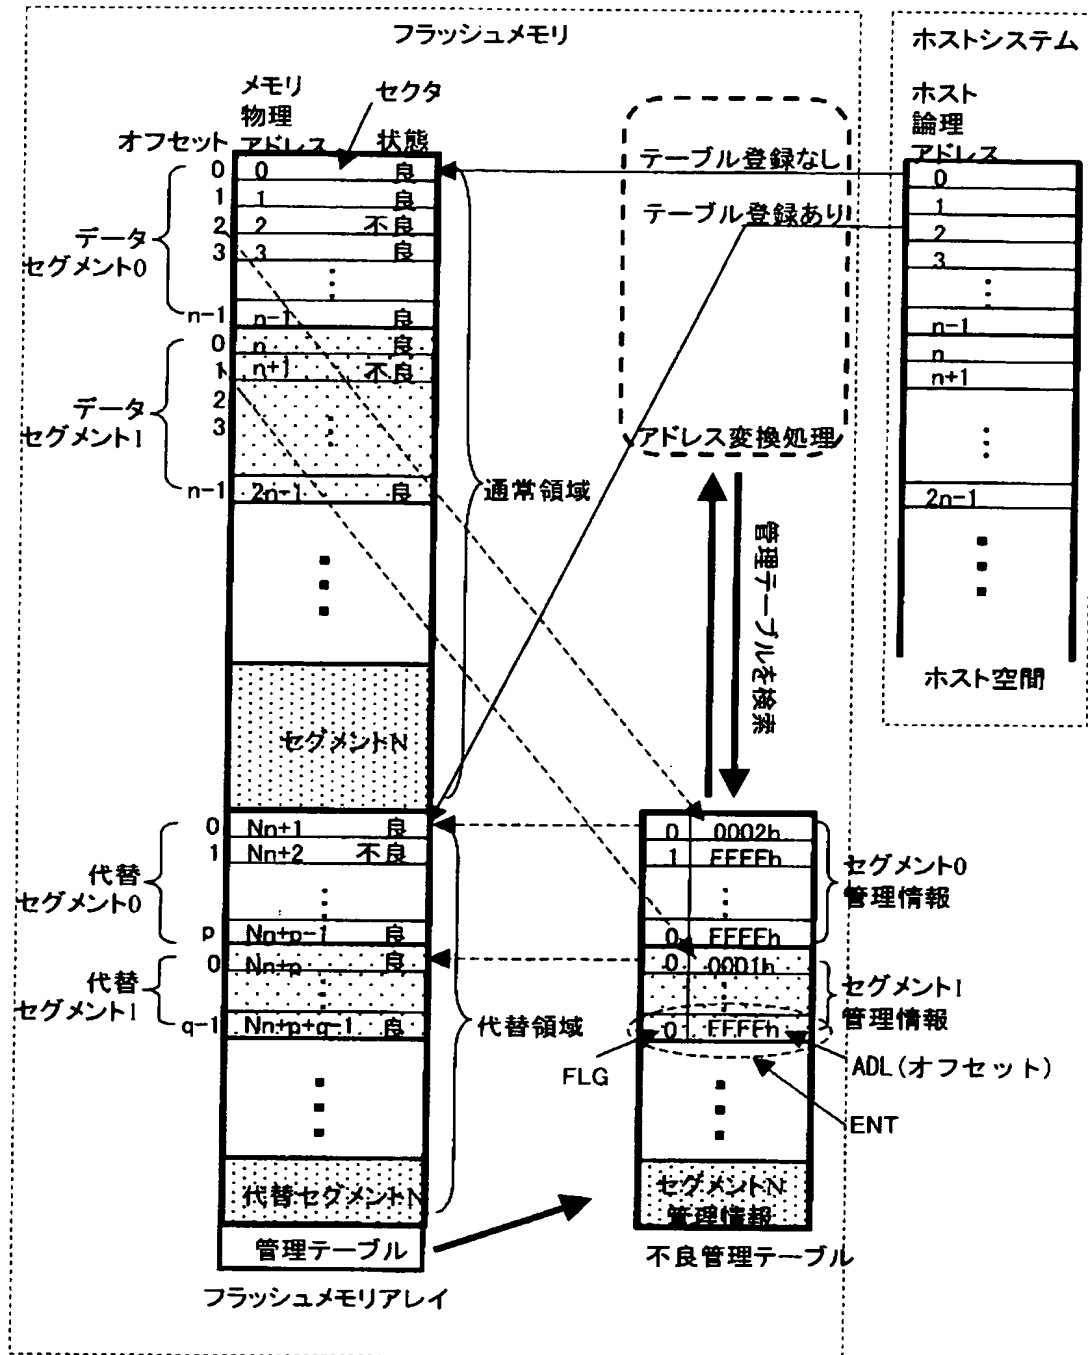 フラッシュメモリ
ホストシステム
メモリ
物理
アドレス
セクタ
状態
オフセット
ホスト
論理
アドレス
テーブル登録なし
テーブル登録あり
アドレス変換処理
0 0 良
1 1 良
2 2 不良
3 3 良
n-1 n-1 良
データ
セグメント0
0 n 良
1 n+1 不良
2
3
n-1 2n-1 良
データ
セグメント1
通常領域
セグメントN
0
1
2
3
n-1
n
n+1
2n-1
ホスト空間
管理テーブルを検索
0 Nn+1 良
1 Nn+2 不良
p Nn+p-1 良
代替
セグメント0
0 Nn+p 良
q-1 Nn+p+q-1 良
代替
セグメント1
代替領域
代替セグメントN
管理テーブル
フラッシュメモリアレイ
0 0002h
1 FFFFh
0 FFFFh
セグメント0
管理情報
0 0001h
0 FFFFh
セグメント1
管理情報
FLG
ADL(オフセット)
ENT
セグメントN
管理情報
不良管理テーブル